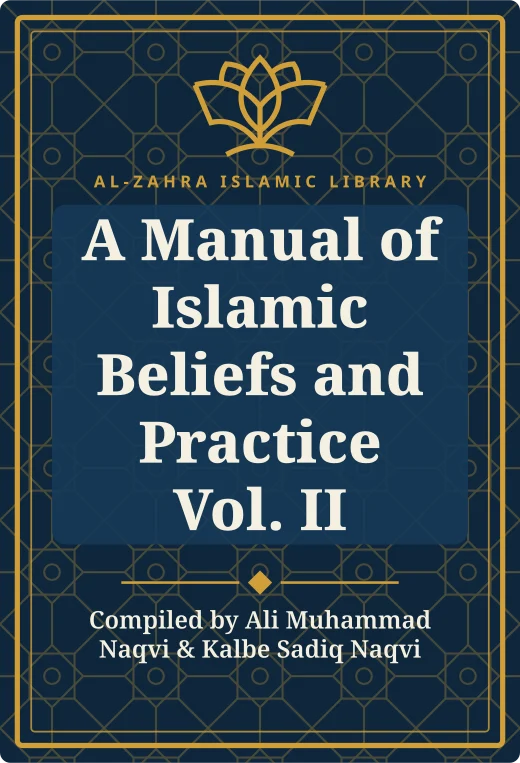 AL-ZAHRA ISLAMIC LIBRARY
A Manual of
Islamic
Beliefs and
Practice
Vol. II
Compiled by Ali Muhammad
Naqvi & Kalbe Sadiq Naqvi